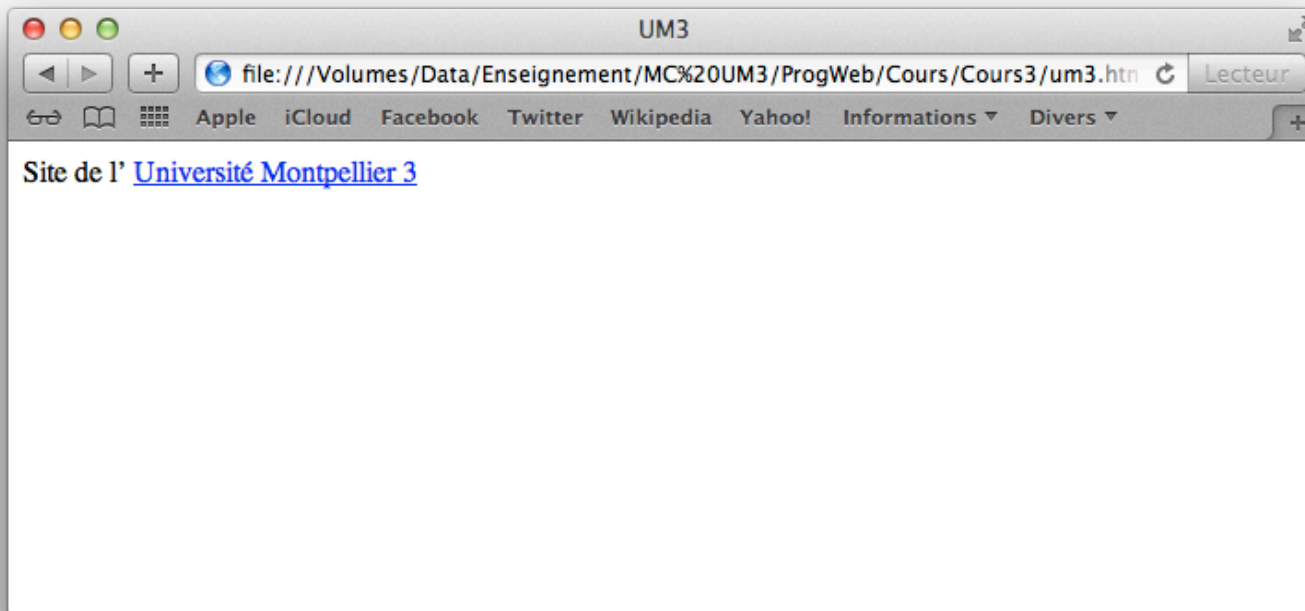 UM3
file:///Volumes/Data/Enseignement/MC%20UM3/ProgWeb/Cours/Cours3/um3.htm Lecteur
Apple iCloud Facebook Twitter Wikipedia Yahoo! Informations Divers
Site de l’ Université Montpellier 3